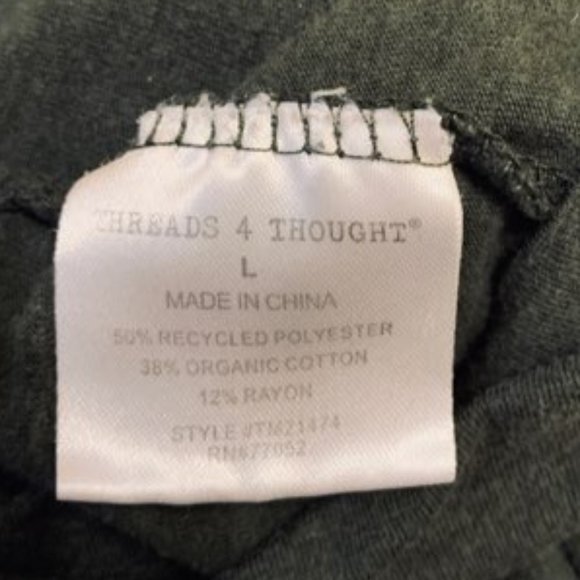 THREADS 4 THOUGHT®
L
MADE IN CHINA
50% RECYCLED POLYESTER
38% ORGANIC COTTON
12% RAYON
STYLE #TM21474
RN#77052